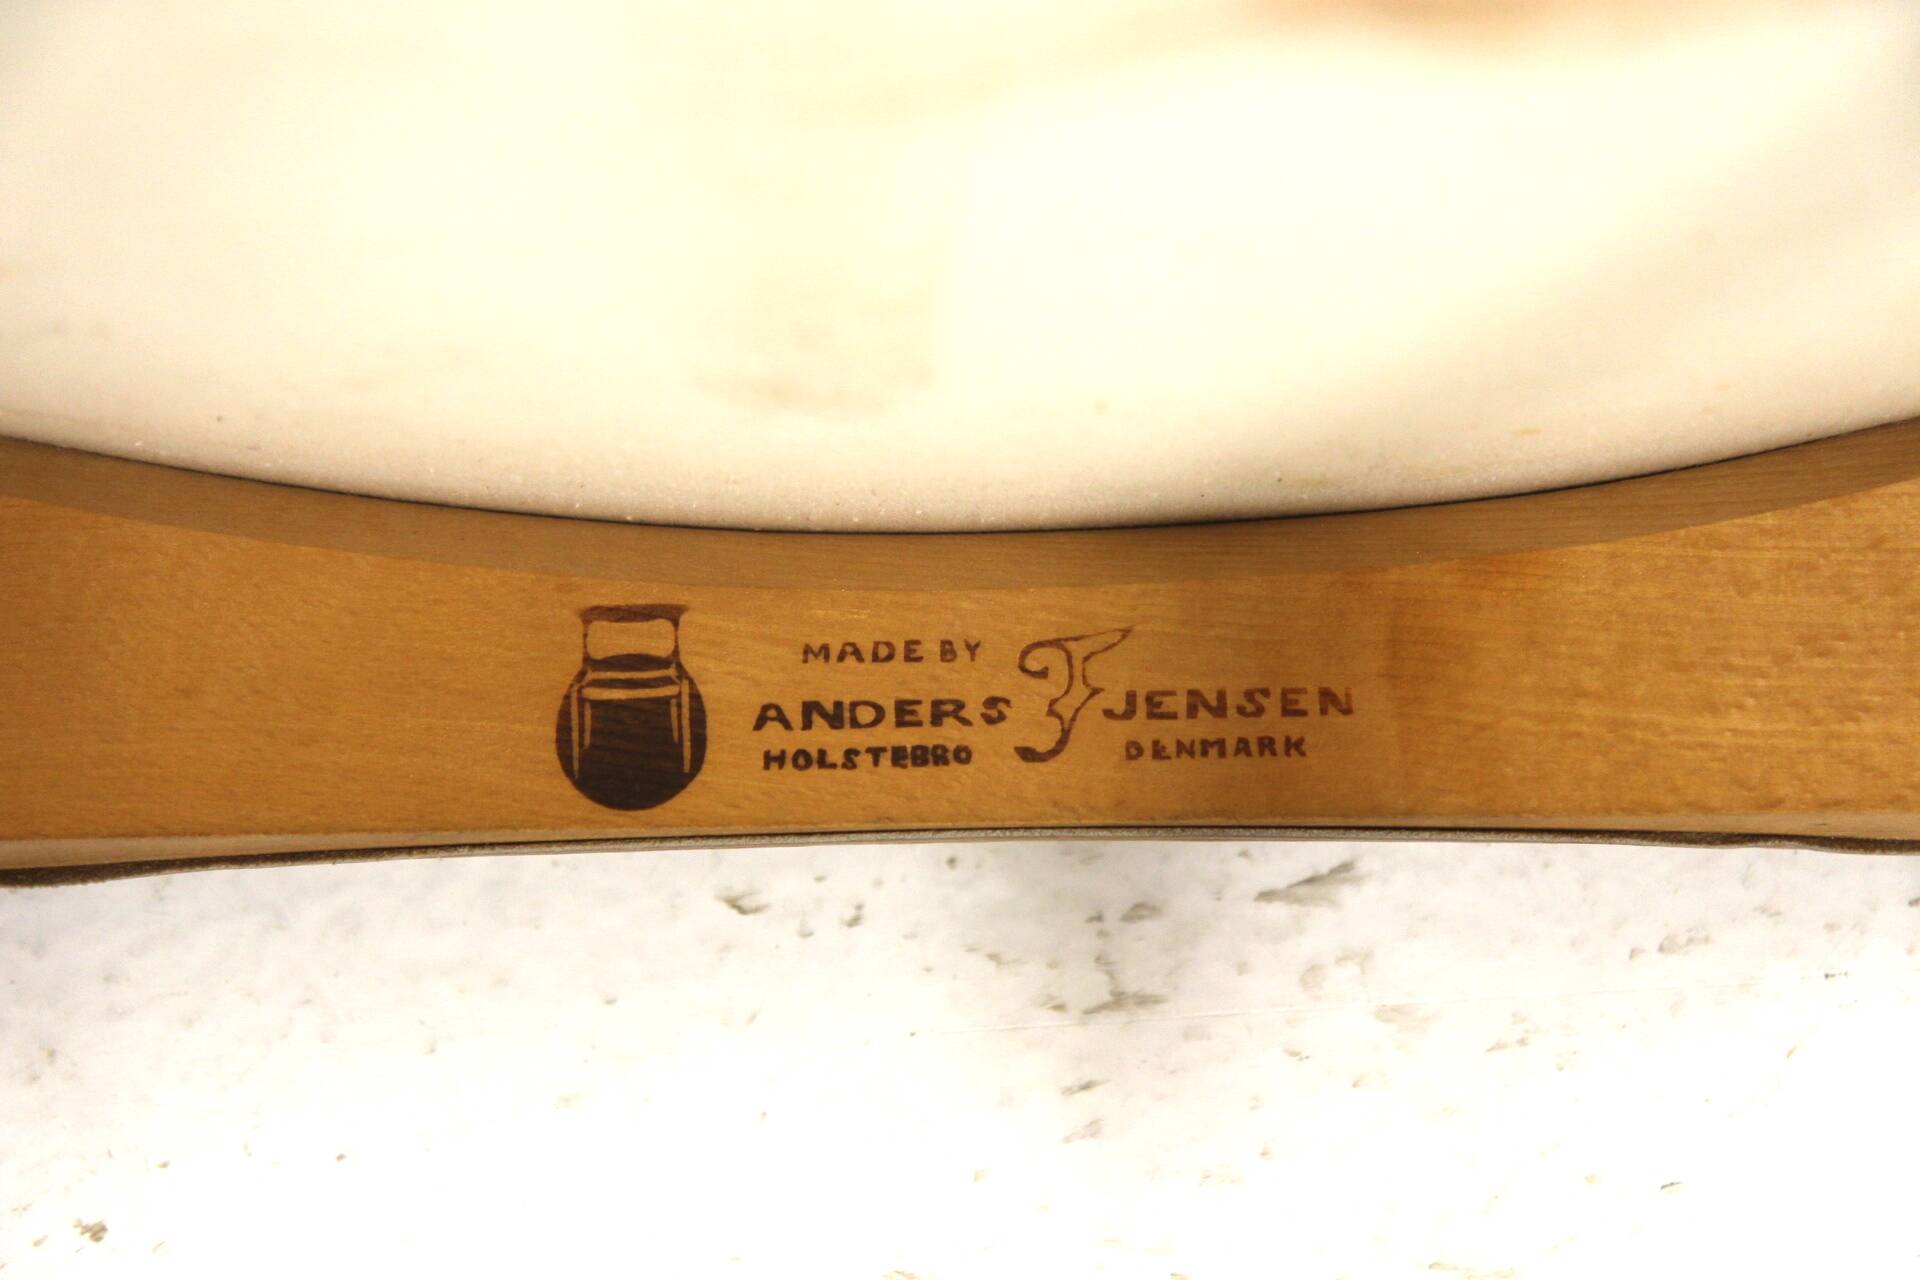 MADE BY
ANDERS J JENSEN
HOLSTEBRO DENMARK